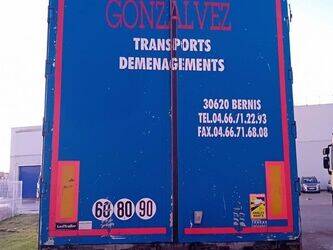 GONZALVEZ
TRANSPORTS
DEMENAGEMENTS
30620 BERNIS
TEL.04.66./1.22.93
FAX.04.66.71.68.08
60 80 90